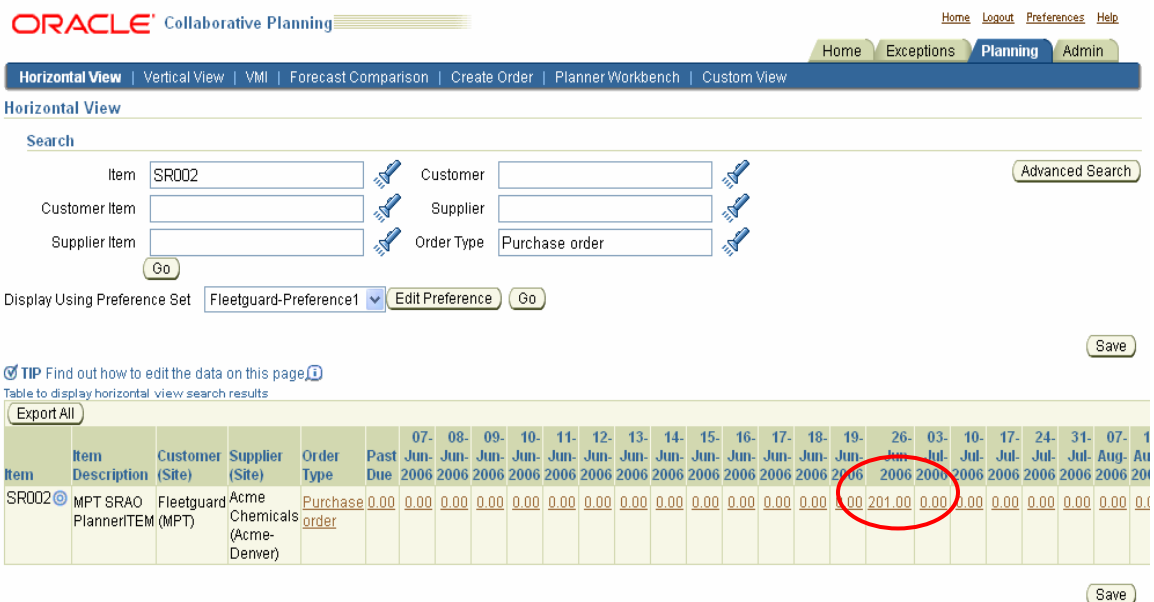 ORACLE Collaborative Planning
Home Logout Preferences Help
Home Exceptions Planning Admin
Horizontal View | Vertical View | VMI | Forecast Comparison | Create Order | Planner Workbench | Custom View
Horizontal View
Search
Item SR002 Customer Advanced Search
Customer Item Supplier
Supplier Item Order Type Purchase order
Go
Display Using Preference Set Fleetguard-Preference1 Edit Preference Go
Save
TIP Find out how to edit the data on this page
Table to display horizontal view search results
Export All
07- 08- 09- 10- 11- 12- 13- 14- 15- 16- 17- 18- 19- 26- 03- 10- 17- 24- 31- 07-
Item Customer Supplier Order Past Jun- Jun- Jun- Jun- Jun- Jun- Jun- Jun- Jun- Jun- Jun- Jun- Jun- Jun- Jul- Jul- Jul- Jul- Jul- Aug-
Item Description (Site) (Site) Type Due 2006 2006 2006 2006 2006 2006 2006 2006 2006 2006 2006 2006 2006 2006 2006 2006 2006 2006 2006 2006
SR002 MPT SRAO Fleetguard Acme Purchase 0.00 0.00 0.00 0.00 0.00 0.00 0.00 0.00 0.00 0.00 0.00 0.00 0.00 0.00 201.00 0.00 0.00 0.00 0.00 0.00 0.00
PlannerITEM (MPT) Chemicals order
(Acme-
Denver)
Save